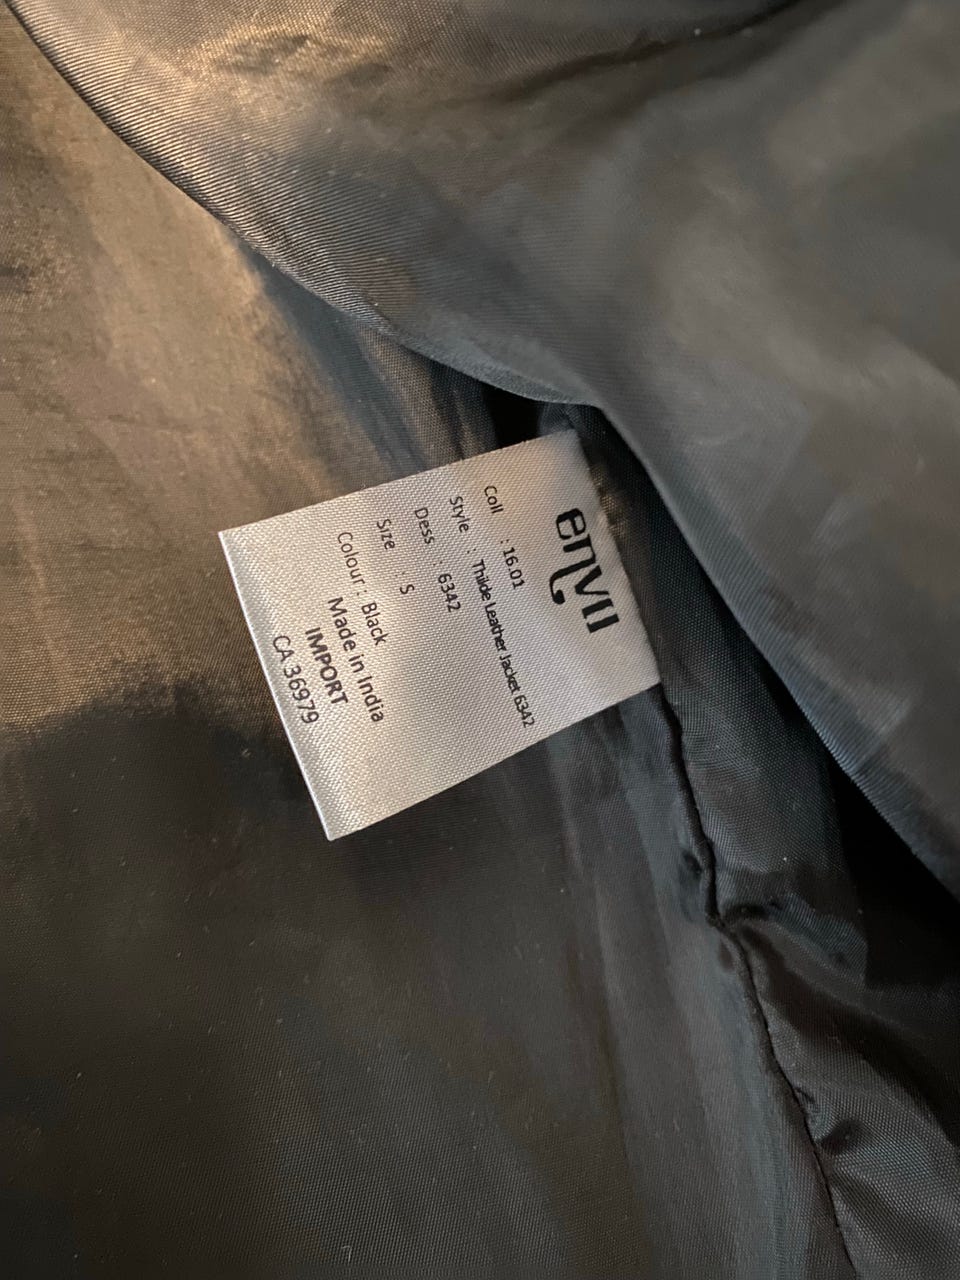 envii
Coll : 16.01
Style : Thilde Leather Jacket 6342
Dess : 6342
Size : S
Colour : Black
Made in India
IMPORT
CA 36979